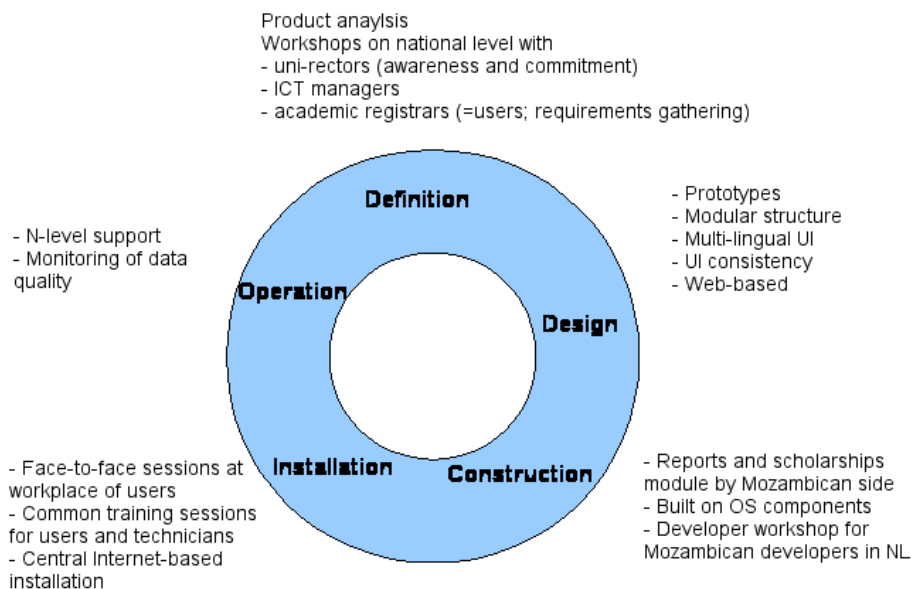 Product anaylsis
Workshops on national level with
- uni-rectors (awareness and commitment)
- ICT managers
- academic registrars (=users; requirements gathering)
Definition
- Prototypes
- Modular structure
- Multi-lingual UI
- UI consistency
- Web-based
- N-level support
- Monitoring of data
quality
Operation
Design
Installation
Construction
- Reports and scholarships
module by Mozambican side
- Built on OS components
- Developer workshop for
Mozambican developers in NL
- Face-to-face sessions at
workplace of users
- Common training sessions
for users and technicians
- Central Internet-based
installation